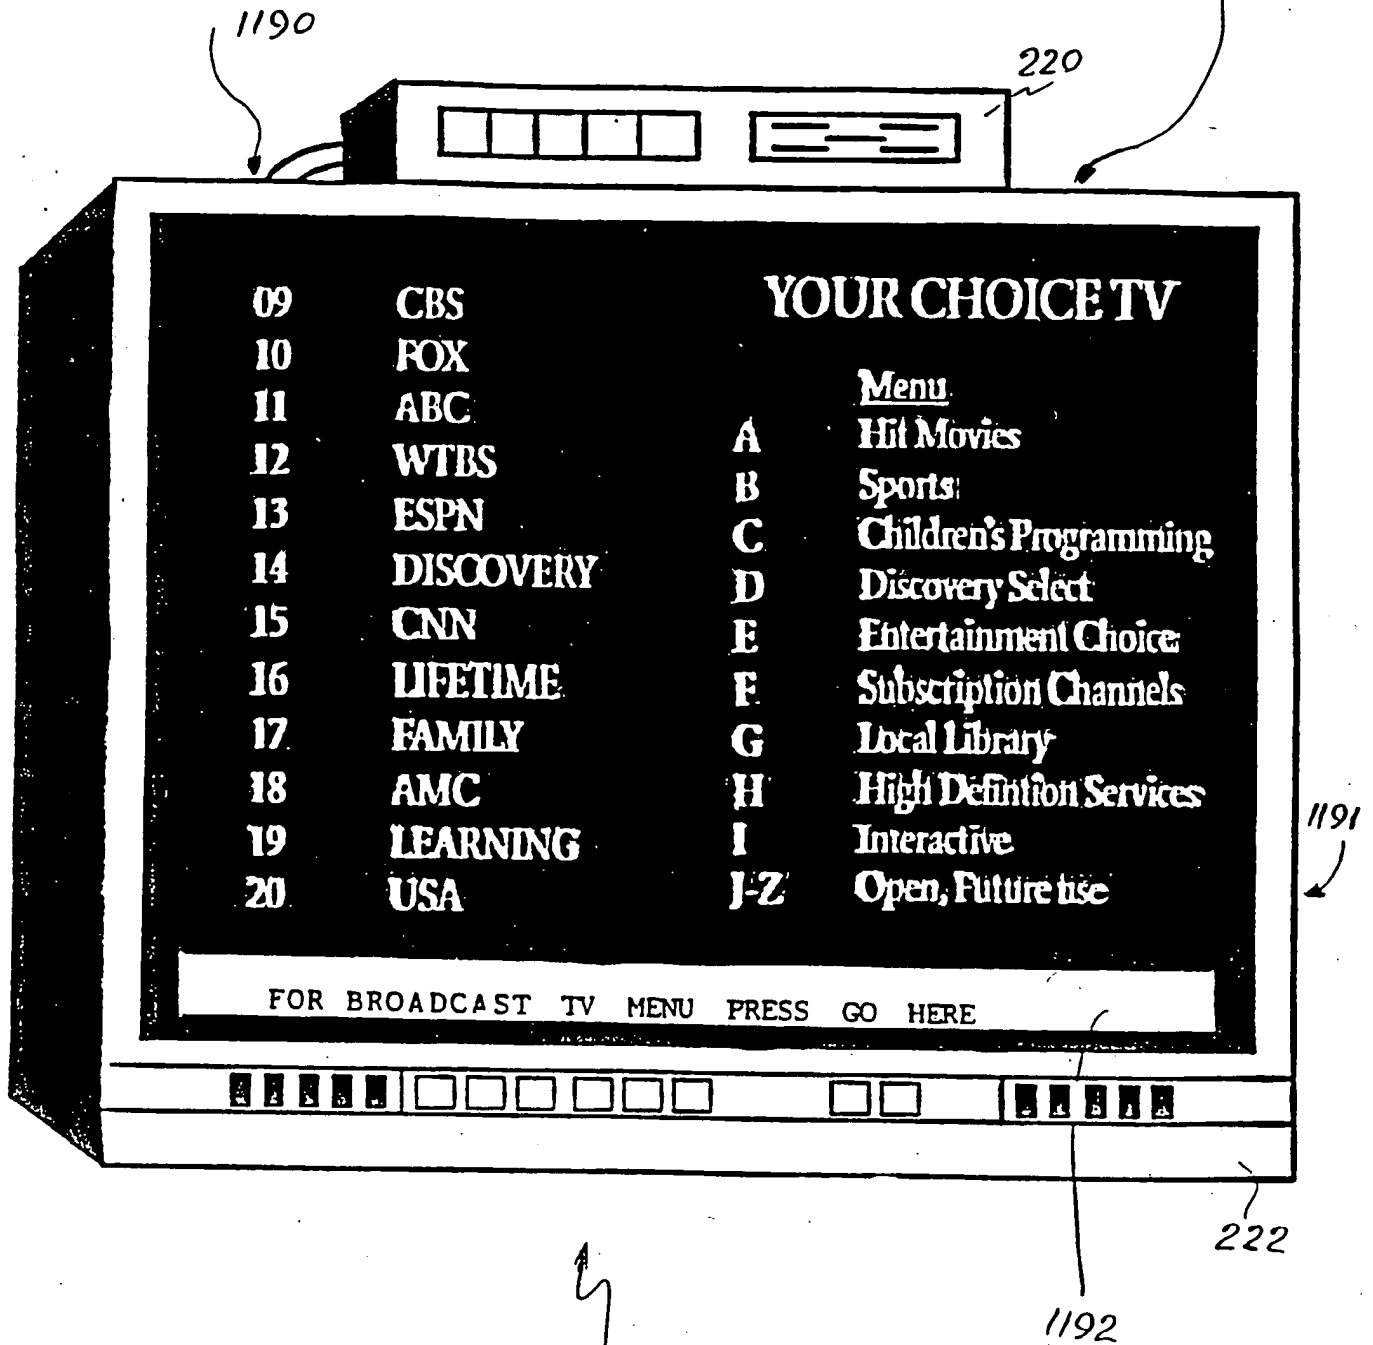 1190
220
09 CBS
10 FOX
11 ABC
12 WTBS
13 ESPN
14 DISCOVERY
15 CNN
16 LIFETIME
17 FAMILY
18 AMC
19 LEARNING
20 USA
YOUR CHOICE TV
Menu
A Hit Movies
B Sports
C Children's Programming
D Discovery Select
E Entertainment Choice
F Subscription Channels
G Local Library
H High Defintion Services
I Interactive
J-Z Open, Future use
1191
FOR BROADCAST TV MENU PRESS GO HERE
222
1192